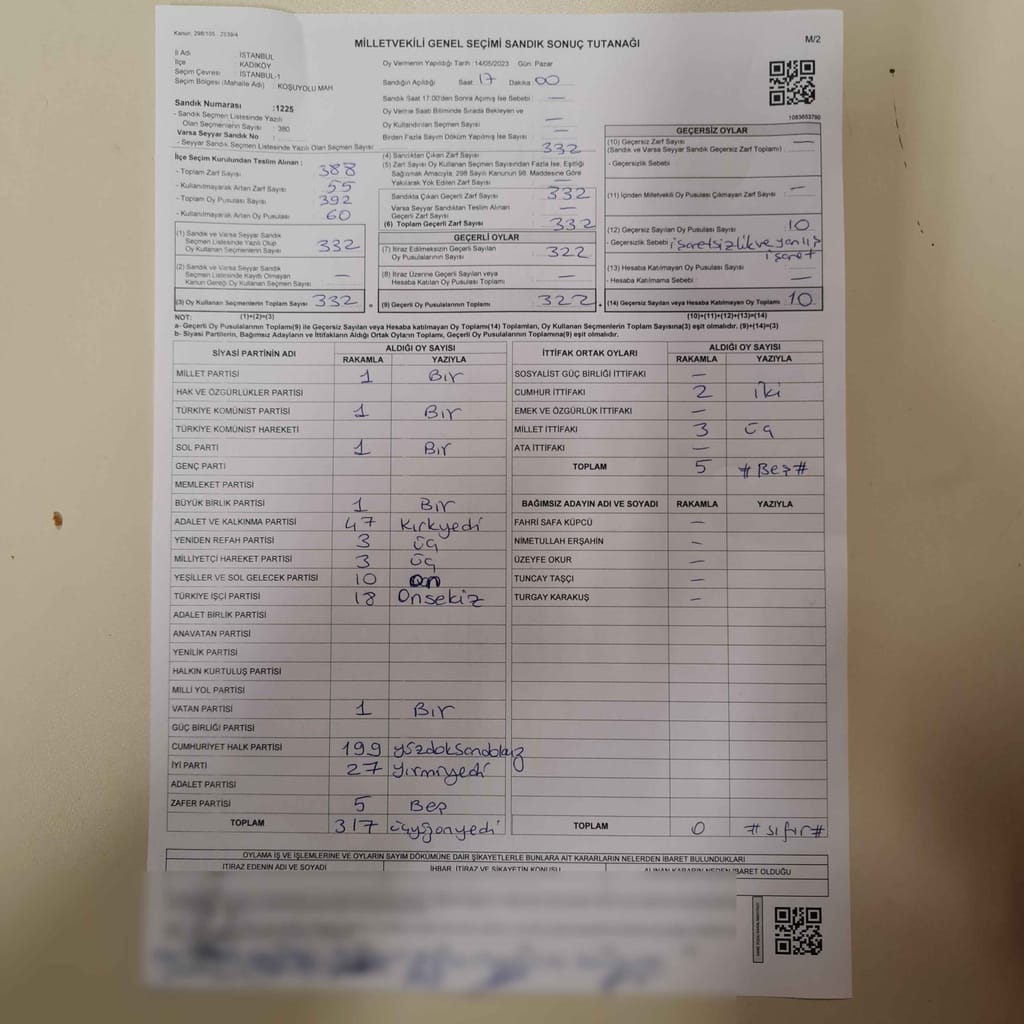 Kanun: 298/105 , 2839/4
MİLLETVEKİLİ GENEL SEÇİMİ SANDIK SONUÇ TUTANAĞI
M/2
İl Adı : İSTANBUL
İlçe : KADIKÖY
Seçim Çevresi : İSTANBUL-1
Seçim Bölgesi (Mahalle Adı) : KOŞUYOLU MAH
Sandık Numarası :1225
- Sandık Seçmen Listesinde Yazılı
Olan Seçmenlerin Sayısı : 380
Varsa Seyyar Sandık No :
- Seyyar Sandık Seçmen Listesinde Yazılı Olan Seçmen Sayısı:
İlçe Seçim Kurulundan Teslim Alınan :
- Toplam Zarf Sayısı 388
- Kullanılmayarak Artan Zarf Sayısı 55
- Toplam Oy Pusulası Sayısı 392
- Kullanılmayarak Artan Oy Pusulası 60
(1) Sandık ve Varsa Seyyar Sandık
Seçmen Listesinde Yazılı Olup
Oy Kullanan Seçmenlerin Sayısı 332
(2) Sandık ve Varsa Seyyar Sandık
Seçmen Listesinde Kayıtlı Olmayan
Kanun Gereği Oy Kullanan Seçmen Sayısı —
(3) Oy Kullanan Seçmenlerin Toplam Sayısı 332
Oy Vermenin Yapıldığı Tarih :14/05/2023 Gün: Pazar
Sandığın Açıldığı Saat 17 Dakika 00
Sandık Saat 17:00'den Sonra Açılmış İse Sebebi : —
Oy Verme Saati Bitiminde Sırada Bekleyen ve
Oy Kullandırılan Seçmen Sayısı : —
Birden Fazla Sayım Döküm Yapılmış İse Sayısı : —
(4) Sandıktan Çıkan Zarf Sayısı 332
(5) Zarf Sayısı Oy Kullanan Seçmen Sayısından Fazla İse, Eşitliği
Sağlamak Amacıyla, 298 Sayılı Kanunun 98. Maddesine Göre
Yakılarak Yok Edilen Zarf Sayısı —
Sandıkta Çıkan Geçerli Zarf Sayısı 332
Varsa Seyyar Sandıktan Teslim Alınan
Geçerli Zarf Sayısı —
(6) Toplam Geçerli Zarf Sayısı 332
GEÇERLİ OYLAR
(7) İtiraz Edilmeksizin Geçerli Sayılan
Oy Pusulalarının Sayısı 322
(8) İtiraz Üzerine Geçerli Sayılan veya
Hesaba Katılan Oy Pusulası Toplamı —
= (9) Geçerli Oy Pusulalarının Toplamı 322
1083853790
GEÇERSİZ OYLAR
(10) Geçersiz Zarf Sayısı
(Sandık ve Varsa Seyyar Sandık Geçersiz Zarf Toplamı) —
- Geçersizlik Sebebi
(11) İçinden Milletvekili Oy Pusulası Çıkmayan Zarf Sayısı —
(12) Geçersiz Sayılan Oy Pusulası Sayısı 10
- Geçersizlik Sebebi işaretsizlik ve yanlış
işaret
(13) Hesaba Katılmayan Oy Pusulası Sayısı
- Hesaba Katılmama Sebebi —
+ (14) Geçersiz Sayılan veya Hesaba Katılmayan Oy Toplamı 10
NOT: (1)+(2)=(3) (10)+(11)+(12)+(13)=(14)
a- Geçerli Oy Pusulalarının Toplamı(9) ile Geçersiz Sayılan veya Hesaba katılmayan Oy Toplamı(14) Toplamları, Oy Kullanan Seçmenlerin Toplam Sayısına(3) eşit olmalıdır. (9)+(14)=(3)
b- Siyasi Partilerin, Bağımsız Adayların ve İttifakların Aldığı Oyların Toplamı, Geçerli Oy Pusulalarının Toplamına(9) eşit olmalıdır.
SİYASİ PARTİNİN ADI ALDIĞI OY SAYISI
RAKAMLA YAZIYLA
MİLLET PARTİSİ 1 Bir
HAK VE ÖZGÜRLÜKLER PARTİSİ
TÜRKİYE KOMÜNİST PARTİSİ 1 Bir
TÜRKİYE KOMÜNİST HAREKETİ
SOL PARTİ 1 Bir
GENÇ PARTİ
MEMLEKET PARTİSİ
BÜYÜK BİRLİK PARTİSİ 1 Bir
ADALET VE KALKINMA PARTİSİ 47 Kırkyedi
YENİDEN REFAH PARTİSİ 3 üç
MİLLİYETÇİ HAREKET PARTİSİ 3 üç
YEŞİLLER VE SOL GELECEK PARTİSİ 10 on
TÜRKİYE İŞÇİ PARTİSİ 18 Onsekiz
ADALET BİRLİK PARTİSİ
ANAVATAN PARTİSİ
YENİLİK PARTİSİ
HALKIN KURTULUŞ PARTİSİ
MİLLİ YOL PARTİSİ
VATAN PARTİSİ 1 Bir
GÜÇ BİRLİĞİ PARTİSİ
CUMHURİYET HALK PARTİSİ 199
İYİ PARTİ 27 yirmiyedi
ADALET PARTİSİ
ZAFER PARTİSİ 5 Beş
TOPLAM 317
İTTİFAK ORTAK OYLARI ALDIĞI OY SAYISI
RAKAMLA YAZIYLA
SOSYALİST GÜÇ BİRLİĞİ İTTİFAKI —
CUMHUR İTTİFAKI 2 iki
EMEK VE ÖZGÜRLÜK İTTİFAKI —
MİLLET İTTİFAKI 3 üç
ATA İTTİFAKI —
TOPLAM 5 #Beş#
BAĞIMSIZ ADAYIN ADI VE SOYADI RAKAMLA YAZIYLA
FAHRİ SAFA KÜPCÜ —
NİMETULLAH ERŞAHİN —
ÜZEYFE OKUR —
TUNCAY TAŞÇI —
TURGAY KARAKUŞ —
TOPLAM 0 #sıfır#
OYLAMA İŞ VE İŞLEMLERİNE VE OYLARIN SAYIM DÖKÜMÜNE DAİR ŞİKAYETLERLE BUNLARA AİT KARARLARIN NELERDEN İBARET BULUNDUKLARI
İTİRAZ EDENİN ADI VE SOYADI İHBAR, İTİRAZ VE ŞİKAYETİN KONUSU ALINAN KARARIN NEDEN İBARET OLDUĞU